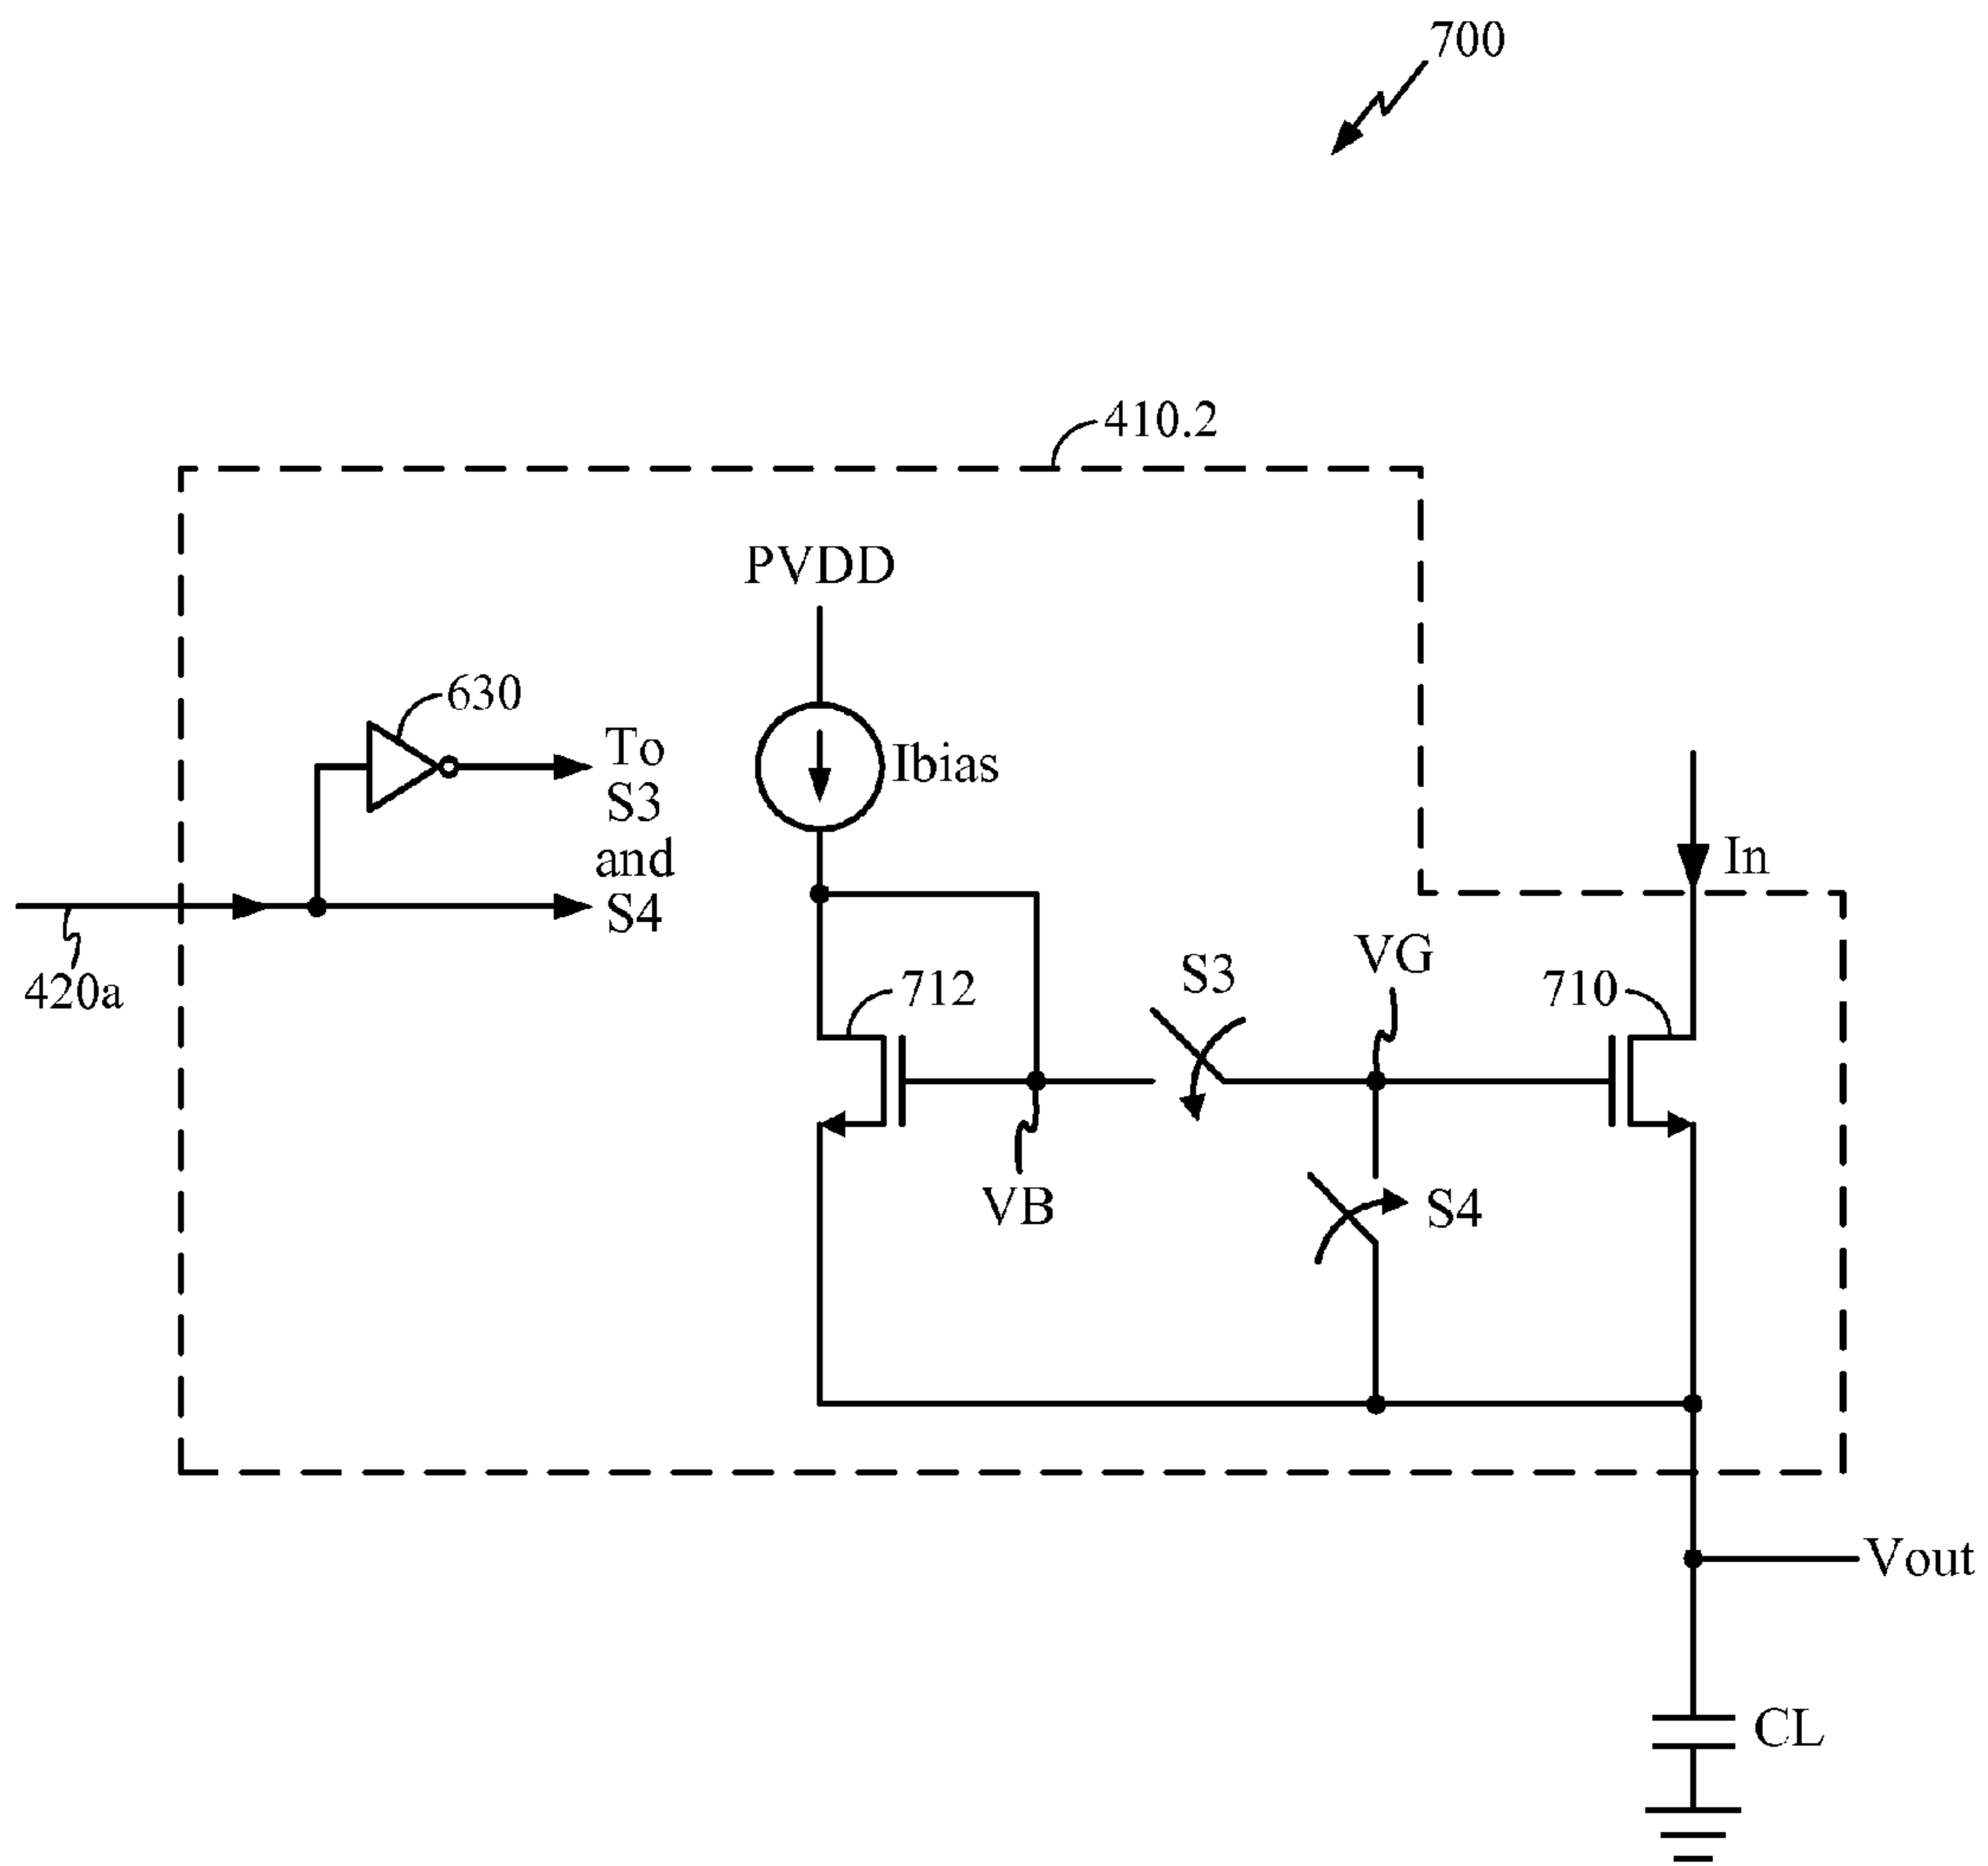 700
410.2
PVDD
630
To
S3
and
S4
Ibias
In
420a
712
S3
VG
710
VB
S4
Vout
CL